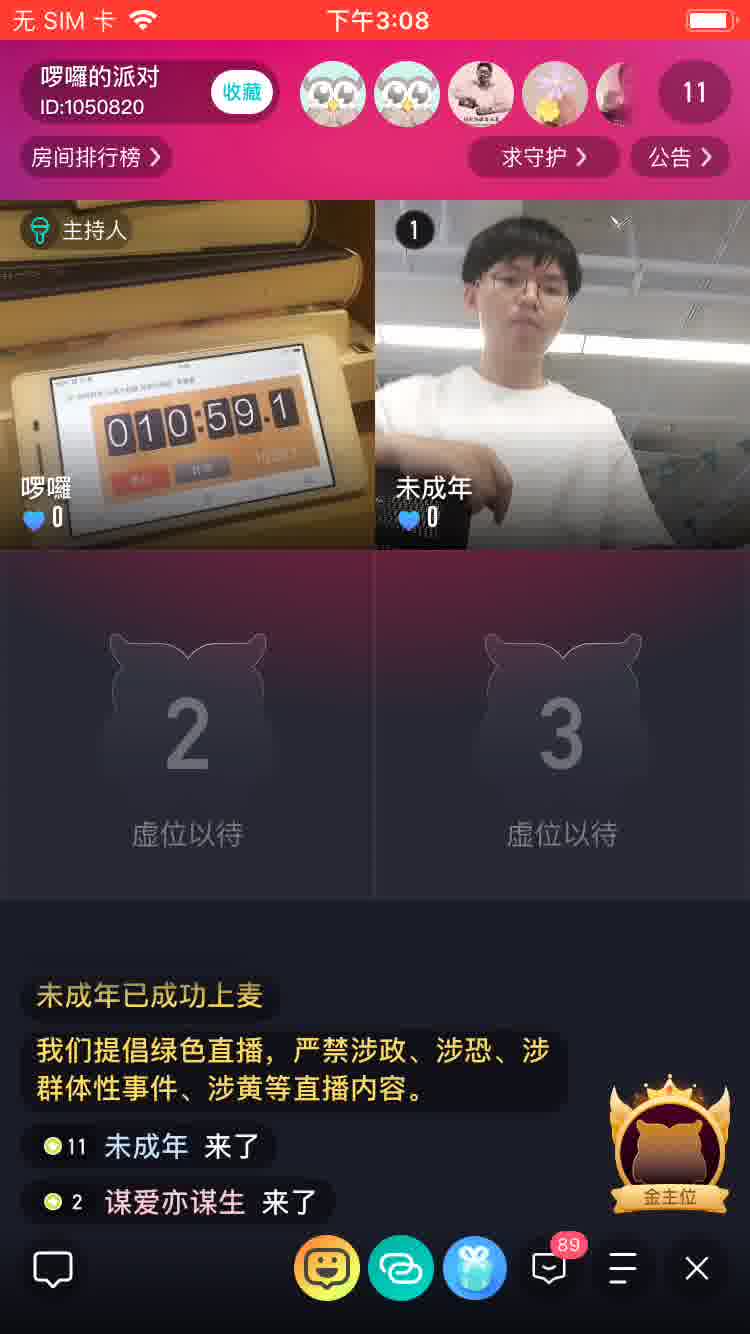 无 SIM 卡
下午3:08
啰囉的派对
ID:1050820
收藏
11
房间排行榜
求守护
公告
主持人
1
010:59.1
啰囉
0
未成年
0
2
虚位以待
3
虚位以待
未成年已成功上麦
我们提倡绿色直播，严禁涉政、涉恐、涉
群体性事件、涉黄等直播内容。
11 未成年 来了
2 谋爱亦谋生 来了
金主位
89